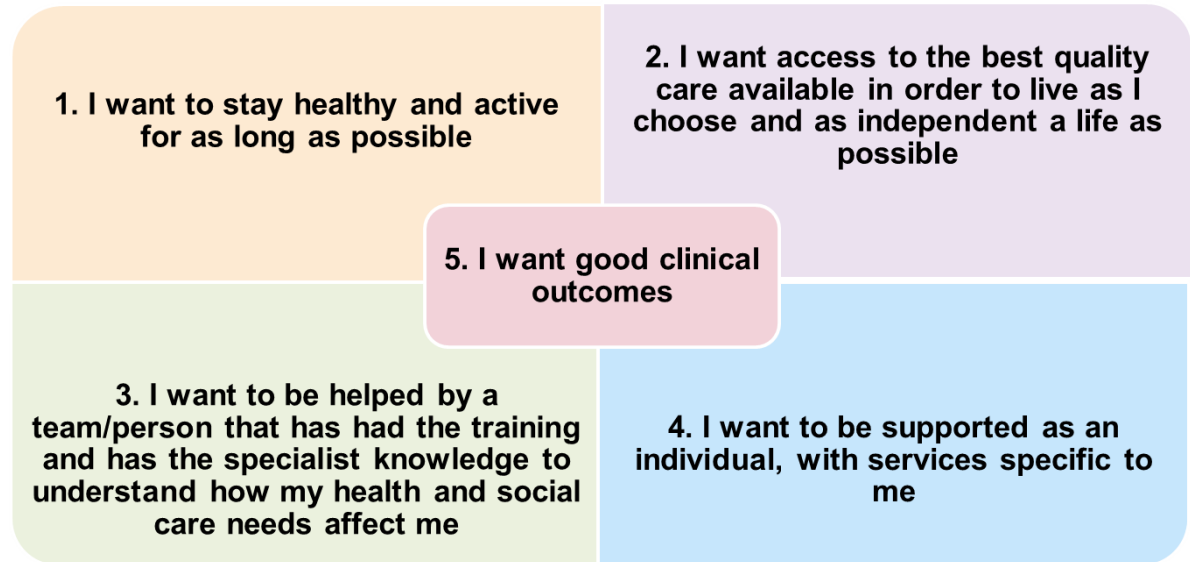 1. I want to stay healthy and active
for as long as possible
2. I want access to the best quality
care available in order to live as I
choose and as independent a life as
possible
5. I want good clinical
outcomes
3. I want to be helped by a
team/person that has had the training
and has the specialist knowledge to
understand how my health and social
care needs affect me
4. I want to be supported as an
individual, with services specific to
me